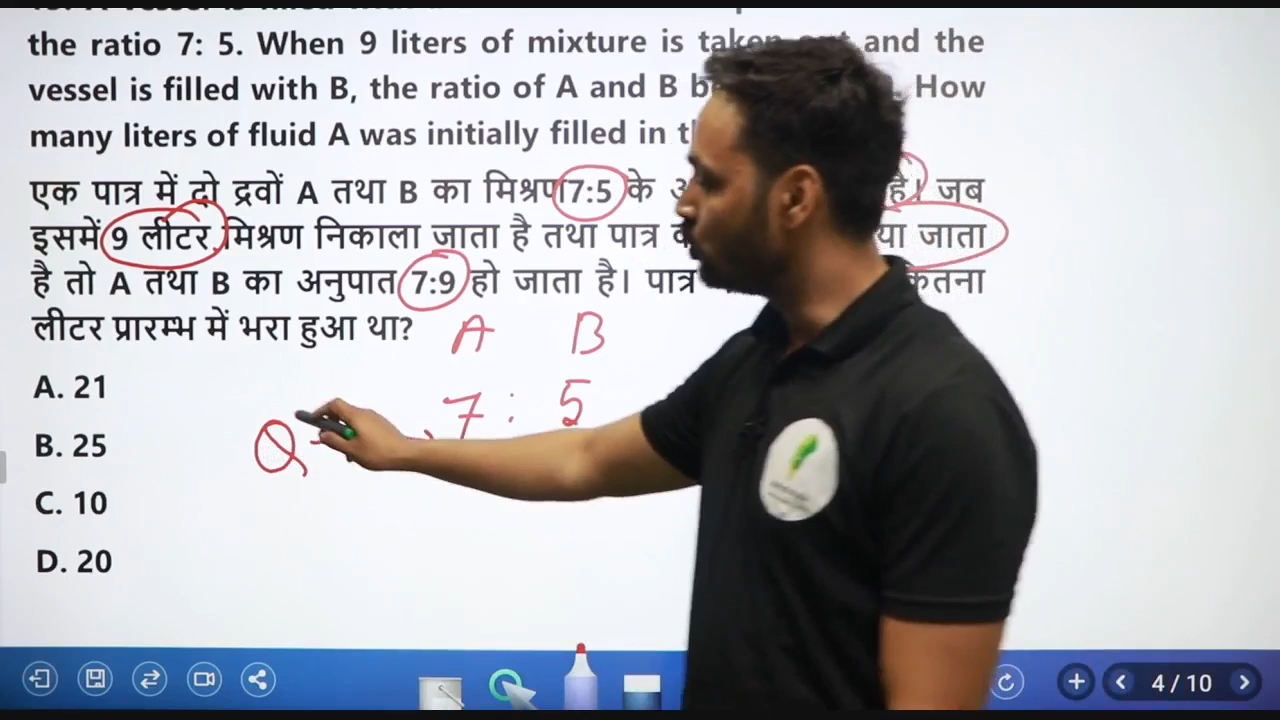 the ratio 7: 5. When 9 liters of mixture is taken out and the
vessel is filled with B, the ratio of A and B How
many liters of fluid A was initially filled in
एक पात्र में दो द्रवों A तथा B का मिश्रण 7:5 के है। जब
इसमें 9 लीटर मिश्रण निकाला जाता है तथा पात्र जाता
है तो A तथा B का अनुपात 7:9 हो जाता है। पात्र
लीटर प्रारम्भ में भरा हुआ था?
A B
A. 21
7 : 5
B. 25
Q
C. 10
D. 20
4 / 10